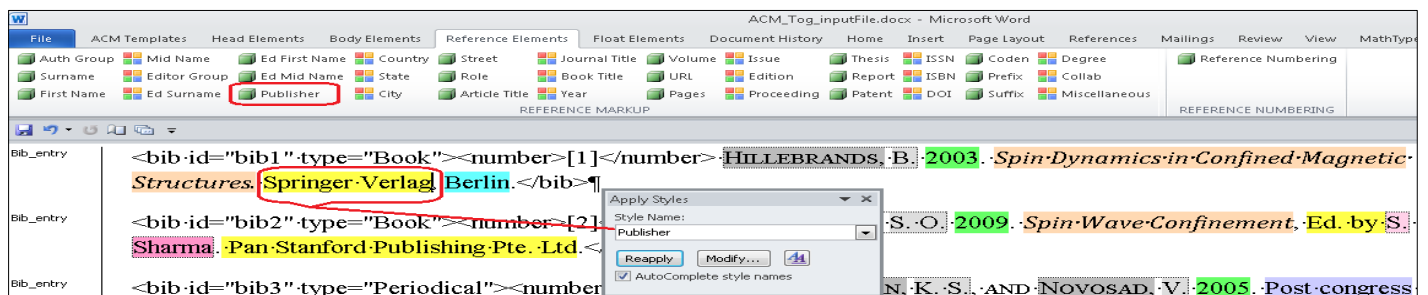 ACM_Tog_inputFile.docx - Microsoft Word
File ACM Templates Head Elements Body Elements Reference Elements Float Elements Document History Home Insert Page Layout References Mailings Review View MathType
Auth Group Mid Name Ed First Name Country Street Journal Title Volume Issue Thesis ISSN Coden Degree Reference Numbering
Surname Editor Group Ed Mid Name State Role Book Title URL Edition Report ISBN Prefix Collab
First Name Ed Surname Publisher City Article Title Year Pages Proceeding Patent DOI Suffix Miscellaneous
REFERENCE MARKUP REFERENCE NUMBERING
Bib_entry <bib·id="bib1"·type="Book"><number>[1]</number>·HILLEBRANDS,·B.·2003.·Spin·Dynamics·in·Confined·Magnetic·
Structures.·Springer·Verlag, Berlin.</bib>¶
Apply Styles
Bib_entry <bib·id="bib2"·type="Book"><number>[2] Style Name: ·S.·O.·2009.·Spin·Wave·Confinement,·Ed.·by·S.·
Publisher
Sharma.·Pan·Stanford·Publishing·Pte.·Ltd.<
Reapply Modify...
AutoComplete style names
Bib_entry <bib·id="bib3"·type="Periodical"><number N,·K.·S.,·AND·NOVOSAD,·V.·2005.·Post·congress·